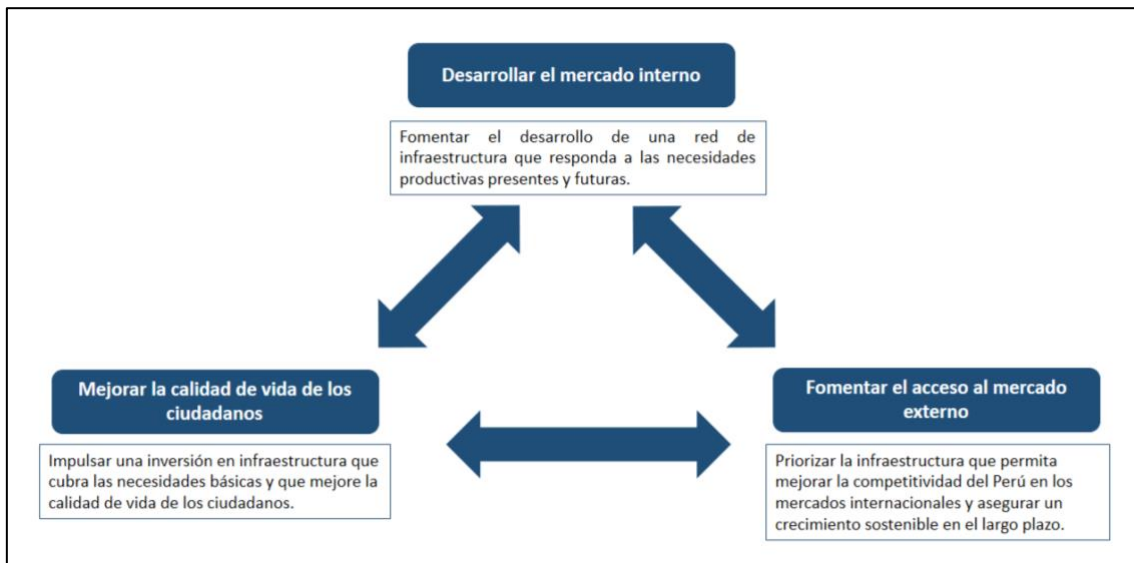 Desarrollar el mercado interno
Fomentar el desarrollo de una red de
infraestructura que responda a las necesidades
productivas presentes y futuras.
Mejorar la calidad de vida de los
ciudadanos
Impulsar una inversión en infraestructura que
cubra las necesidades básicas y que mejore la
calidad de vida de los ciudadanos.
Fomentar el acceso al mercado
externo
Priorizar la infraestructura que permita
mejorar la competitividad del Perú en los
mercados internacionales y asegurar un
crecimiento sostenible en el largo plazo.